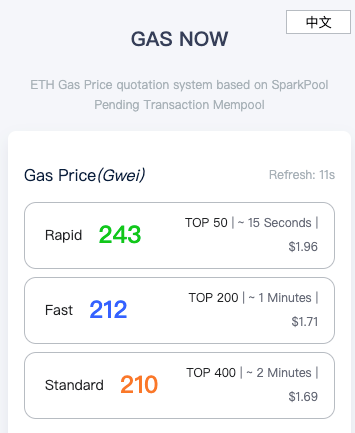 中文
GAS NOW
ETH Gas Price quotation system based on SparkPool
Pending Transaction Mempool
Gas Price(Gwei)
Refresh: 11s
Rapid 243 TOP 50 | ~ 15 Seconds |
$1.96
Fast 212 TOP 200 | ~ 1 Minutes |
$1.71
Standard 210 TOP 400 | ~ 2 Minutes |
$1.69